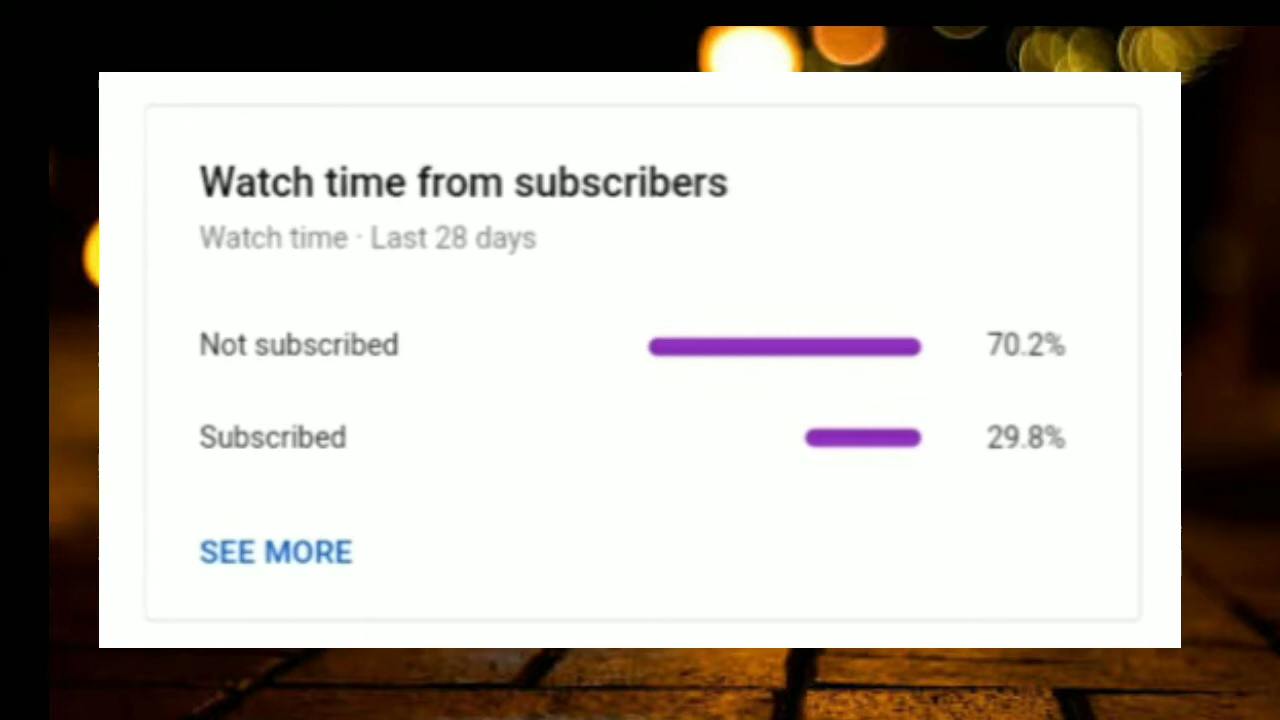 Watch time from subscribers
Watch time · Last 28 days
Not subscribed 70.2%
Subscribed 29.8%
SEE MORE